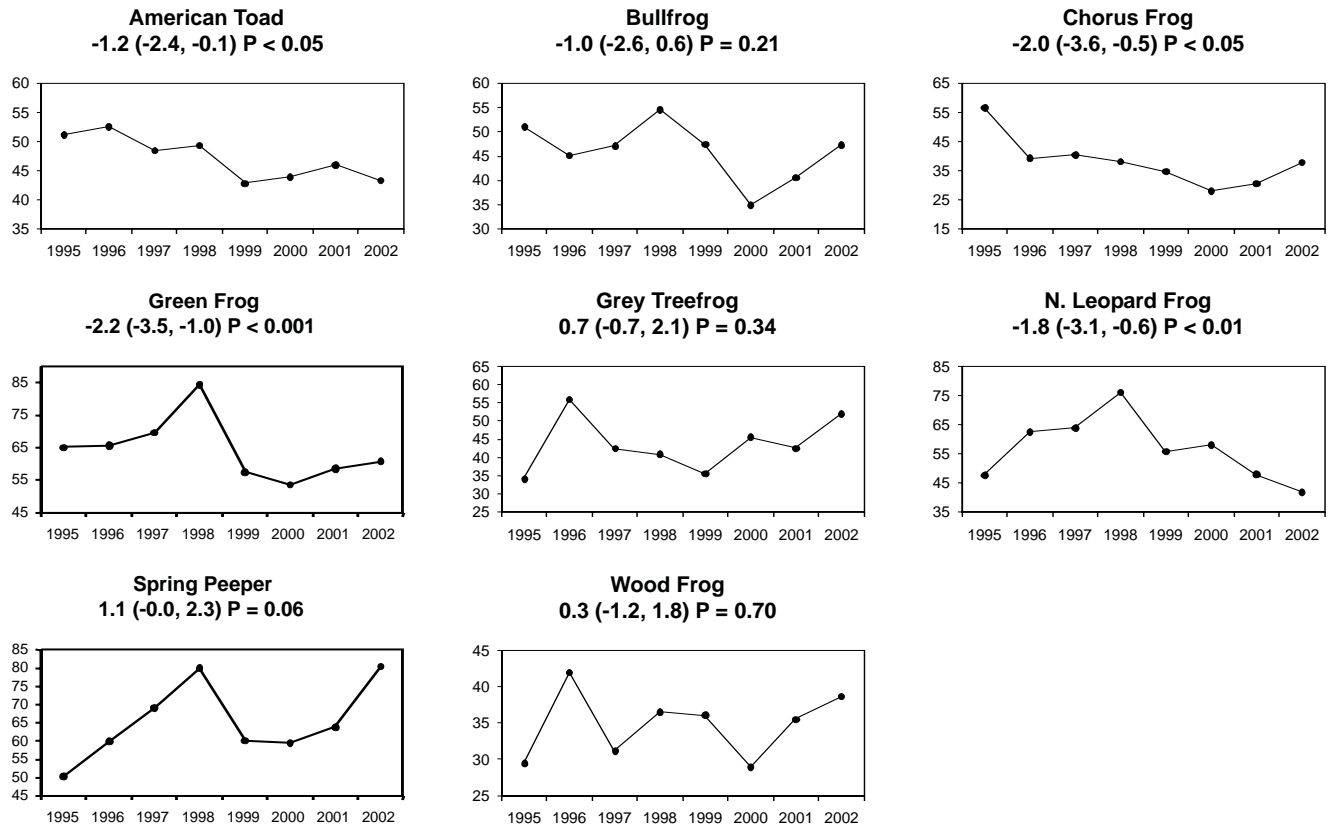 American Toad
-1.2 (-2.4, -0.1) P < 0.05
60
55
50
45
40
35
1995 1996 1997 1998 1999 2000 2001 2002
Bullfrog
-1.0 (-2.6, 0.6) P = 0.21
60
55
50
45
40
35
30
1995 1996 1997 1998 1999 2000 2001 2002
Chorus Frog
-2.0 (-3.6, -0.5) P < 0.05
65
55
45
35
25
15
1995 1996 1997 1998 1999 2000 2001 2002
Green Frog
-2.2 (-3.5, -1.0) P < 0.001
85
75
65
55
45
1995 1996 1997 1998 1999 2000 2001 2002
Grey Treefrog
0.7 (-0.7, 2.1) P = 0.34
65
60
55
50
45
40
35
30
25
1995 1996 1997 1998 1999 2000 2001 2002
N. Leopard Frog
-1.8 (-3.1, -0.6) P < 0.01
85
75
65
55
45
35
1995 1996 1997 1998 1999 2000 2001 2002
Spring Peeper
1.1 (-0.0, 2.3) P = 0.06
85
80
75
70
65
60
55
50
45
1995 1996 1997 1998 1999 2000 2001 2002
Wood Frog
0.3 (-1.2, 1.8) P = 0.70
45
40
35
30
25
1995 1996 1997 1998 1999 2000 2001 2002